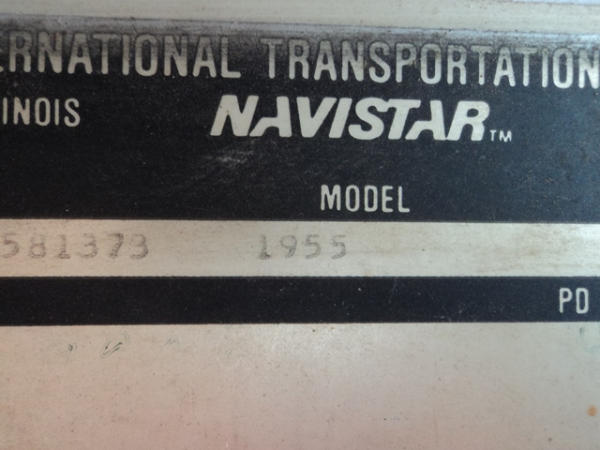 ERNATIONAL TRANSPORTATION
INOIS NAVISTAR™
MODEL
581373 1955
PD